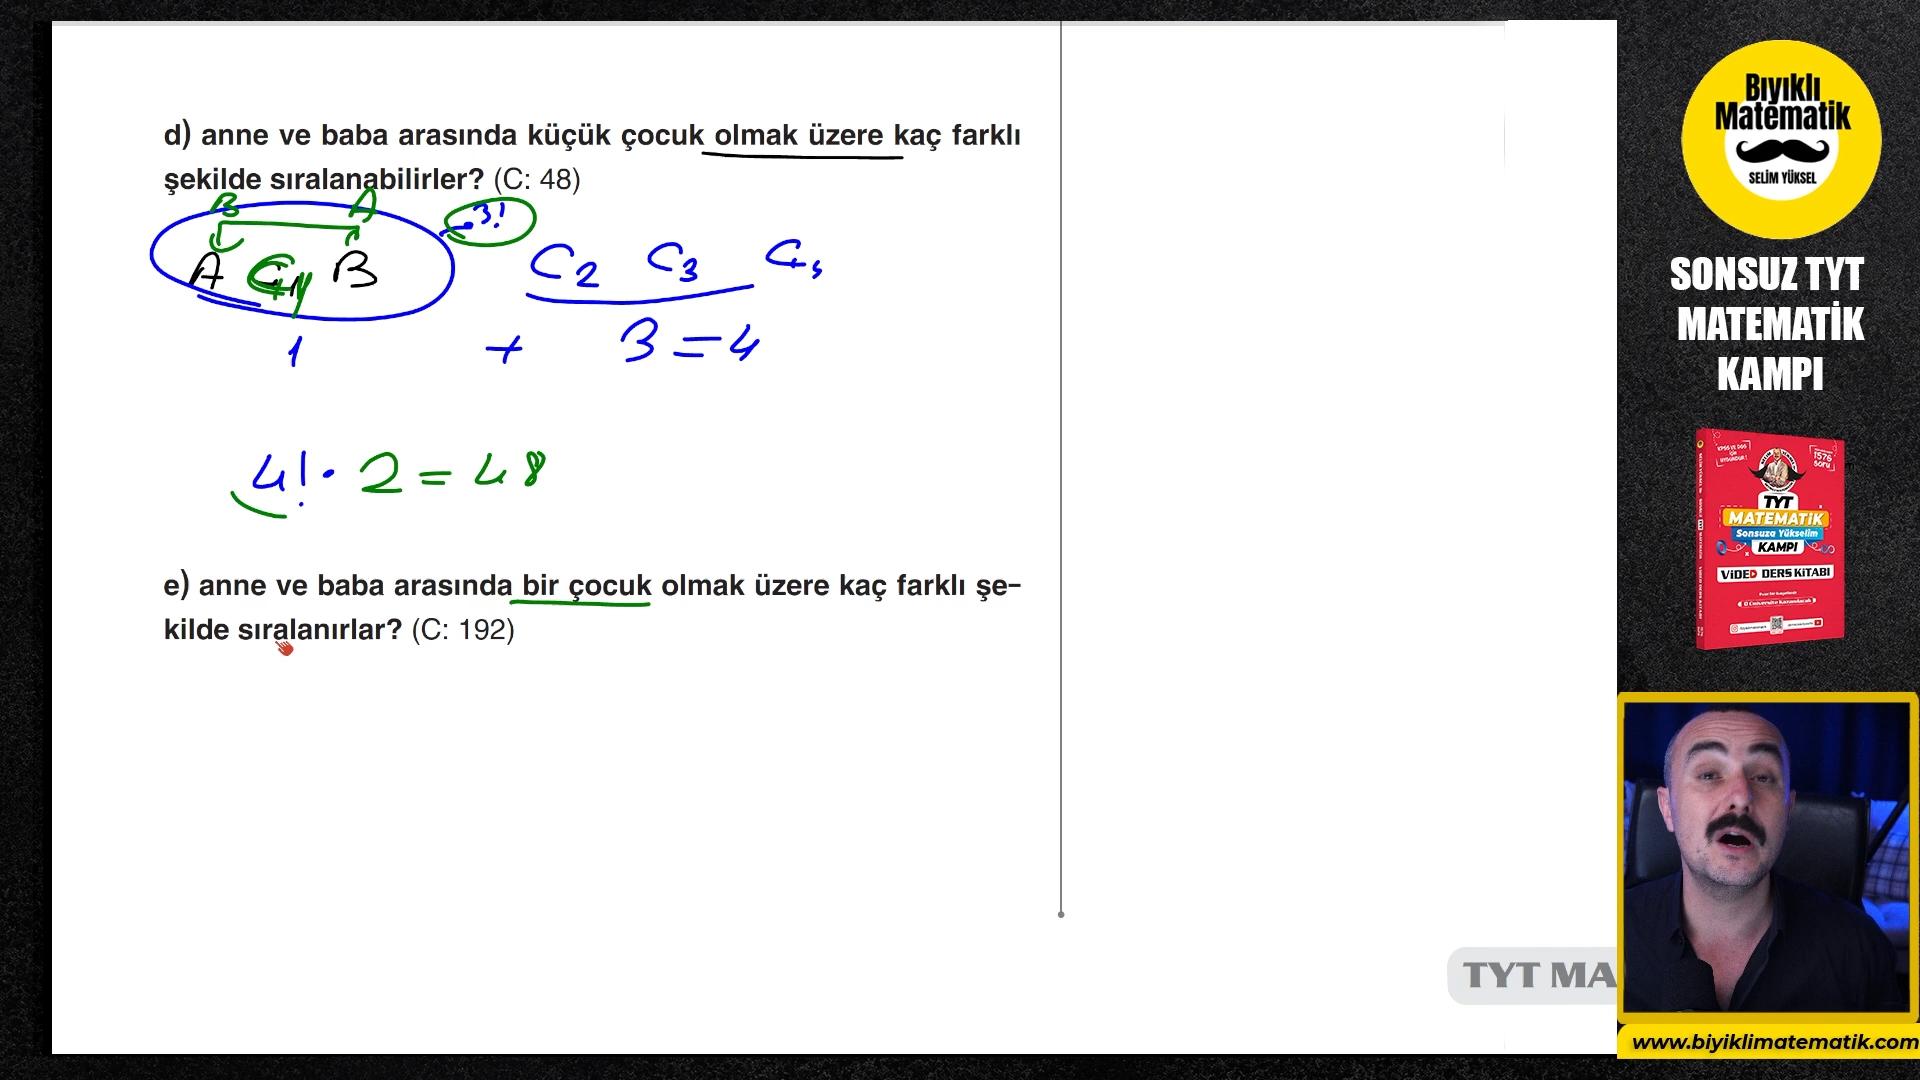 d) anne ve baba arasında küçük çocuk olmak üzere kaç farklı
şekilde sıralanabilirler? (C: 48)
B A
3!
A Ç B
C2 C3 C4
1 + 3 = 4
4! · 2 = 48
e) anne ve baba arasında bir çocuk olmak üzere kaç farklı şe-
kilde sıralanırlar? (C: 192)
TYT MA
Bıyıklı
Matematik
SELİM YÜKSEL
SONSUZ TYT
MATEMATİK
KAMPI
1576
TYT
MATEMATİK
Sonsuza Yükselim
KAMPI
VİDEO DERS KİTABI
www.biyiklimatematik.com